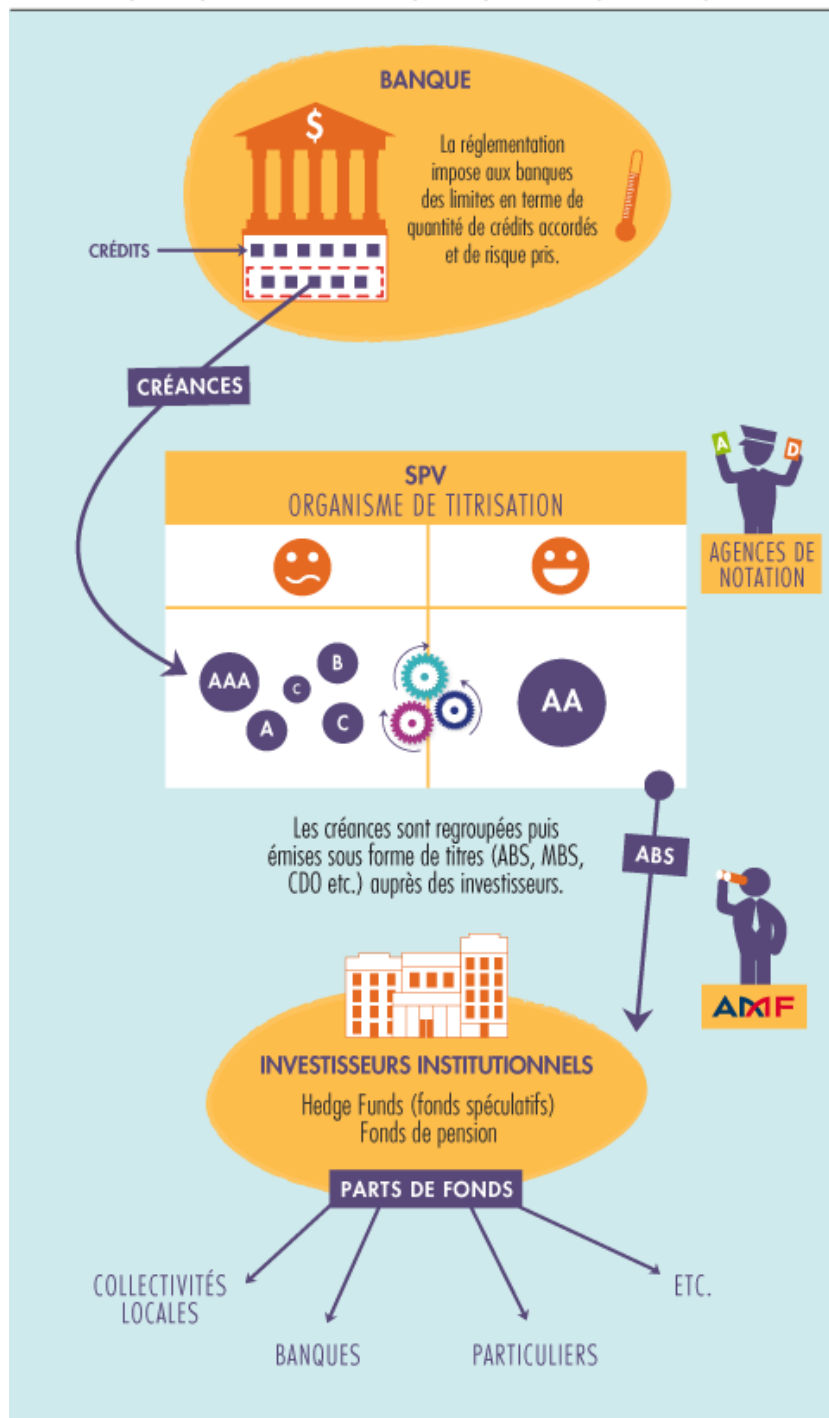 BANQUE
$
La réglementation
impose aux banques
des limites en terme de
quantité de crédits accordés
et de risque pris.
CRÉDITS
CRÉANCES
SPV
ORGANISME DE TITRISATION
A
D
AGENCES DE
NOTATION
AAA
C
B
A
C
AA
Les créances sont regroupées puis
émises sous forme de titres (ABS, MBS,
CDO etc.) auprès des investisseurs.
ABS
AMF
INVESTISSEURS INSTITUTIONNELS
Hedge Funds (fonds spéculatifs)
Fonds de pension
PARTS DE FONDS
COLLECTIVITÉS
LOCALES
BANQUES
PARTICULIERS
ETC.